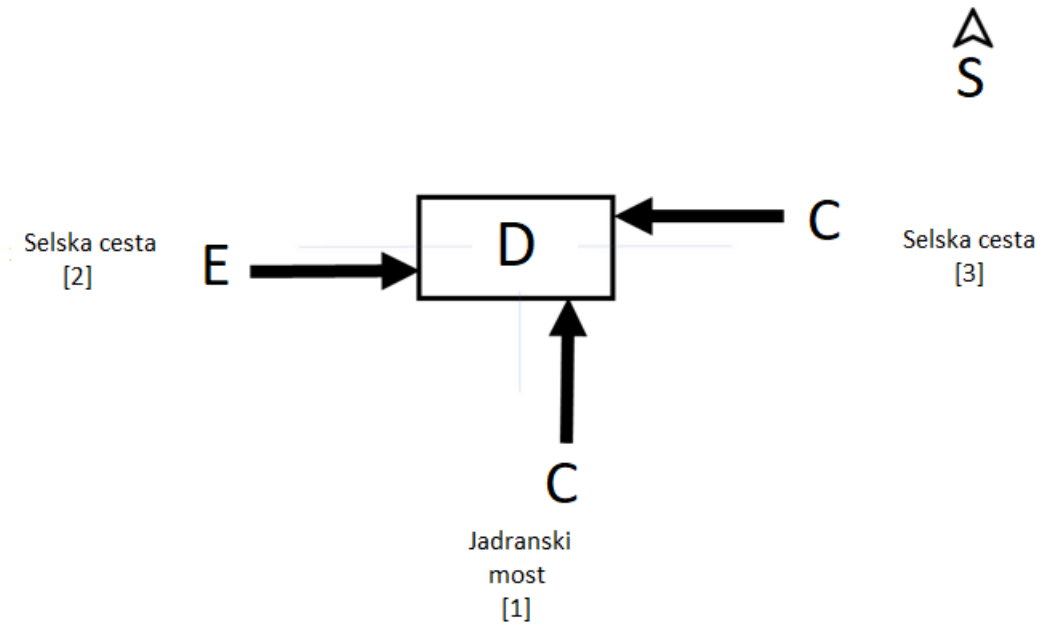 S
C
Selska cesta
[2]
E
D
Selska cesta
[3]
C
Jadranski
most
[1]